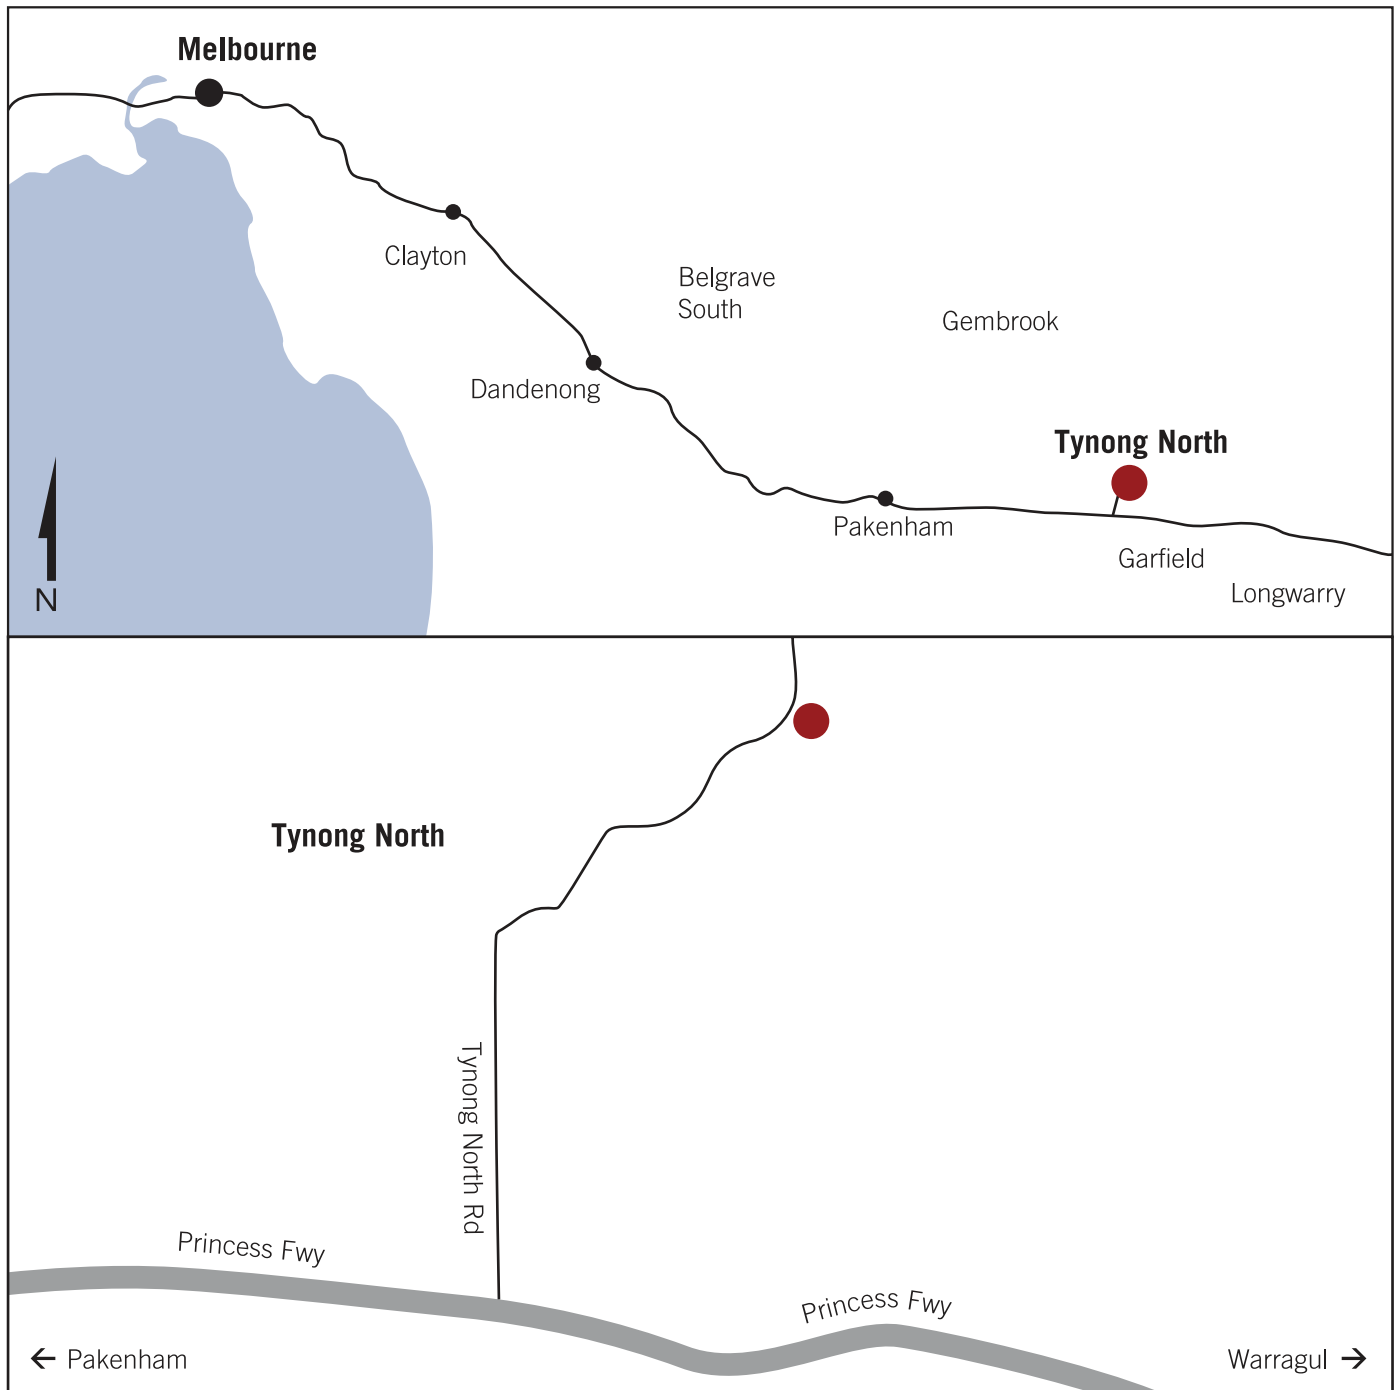 Melbourne
Clayton
Belgrave
South
Gembrook
Dandenong
Tynong North
Pakenham
Garfield
Longwarry
N
Tynong North
Tynong North Rd
Princess Fwy
Princess Fwy
← Pakenham
Warragul →